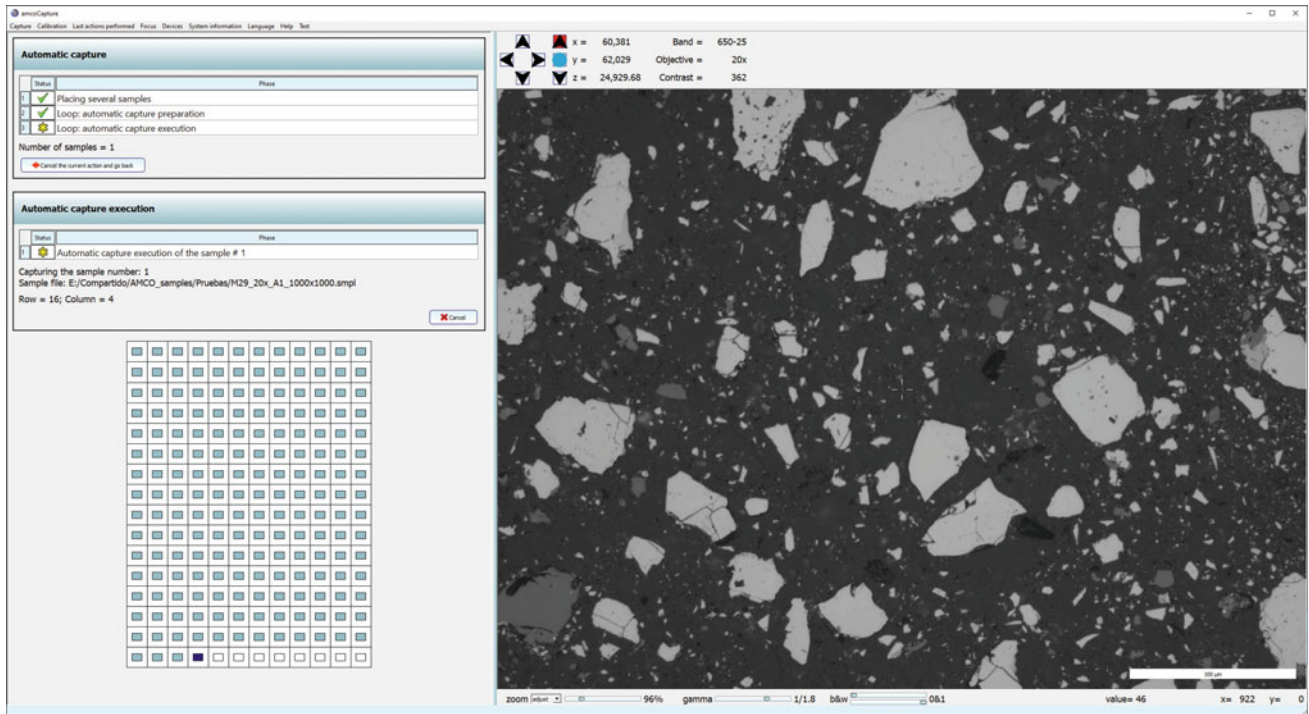 amcoCapture
Capture Calibration Last actions performed Focus Devices System information Language Help Test
Automatic capture
Status Phase
1 Placing several samples
2 Loop: automatic capture preparation
3 Loop: automatic capture execution
Number of samples = 1
Cancel the current action and go back
Automatic capture execution
Status Phase
1 Automatic capture execution of the sample # 1
Capturing the sample number: 1
Sample file: E:/Compartido/AMCO_samples/Pruebas/M29_20x_A1_1000x1000.smpl
Row = 16; Column = 4
Cancel
x = 60,381 Band = 650-25
y = 62,029 Objective = 20x
z = 24,929.68 Contrast = 362
100 µm
zoom adjust 96% gamma 1/1.8 b&w 0&1 value= 46 x= 922 y= 0